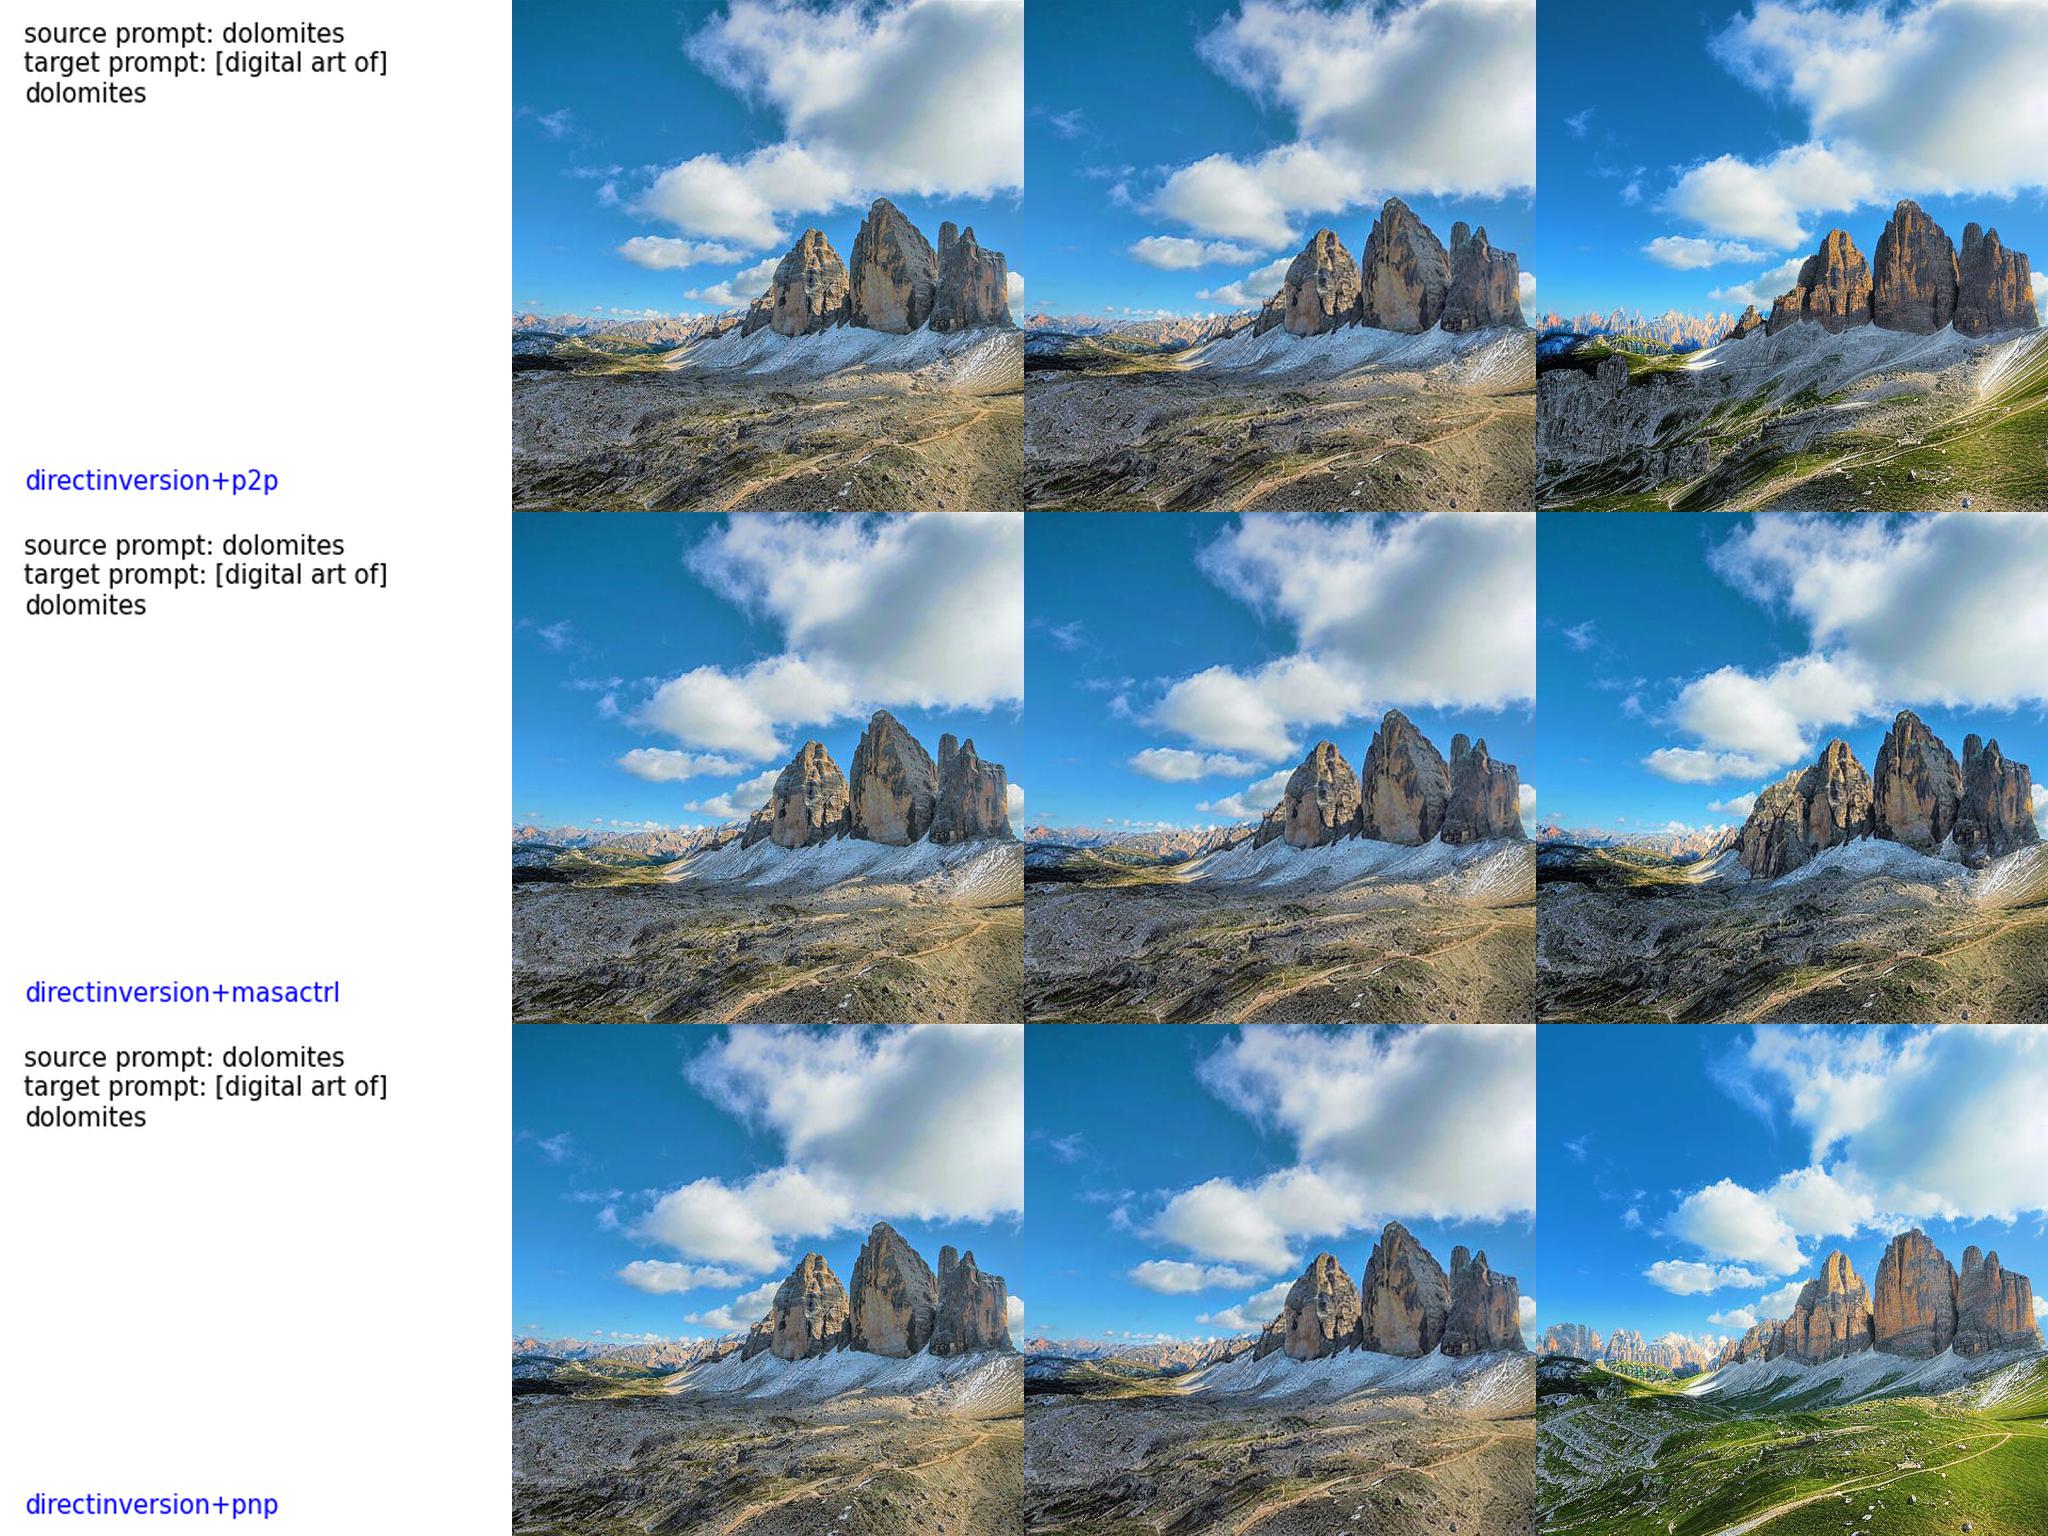 source prompt: dolomites
target prompt: [digital art of]
dolomites
directinversion+p2p
source prompt: dolomites
target prompt: [digital art of]
dolomites
directinversion+masactrl
source prompt: dolomites
target prompt: [digital art of]
dolomites
directinversion+pnp